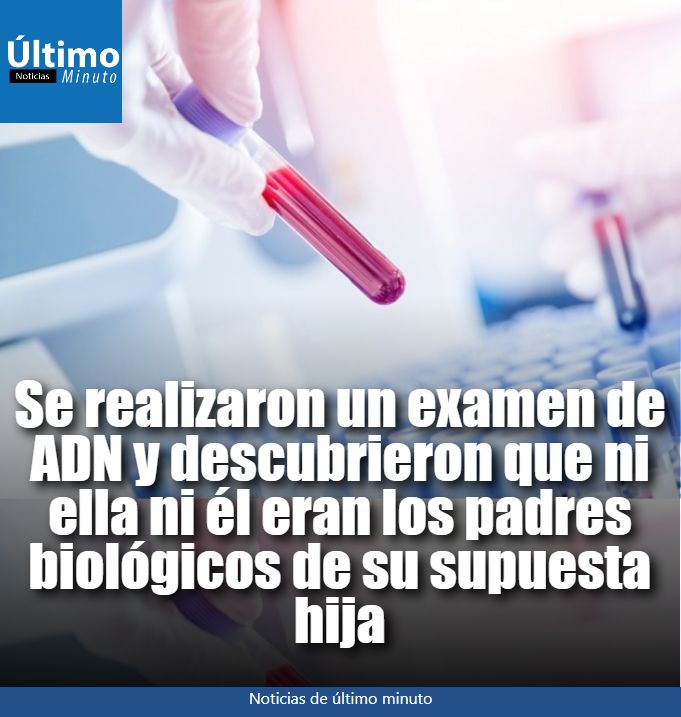 Último
Noticias Minuto
Se realizaron un examen de
ADN y descubrieron que ni
ella ni él eran los padres
biológicos de su supuesta
hija
Noticias de último minuto